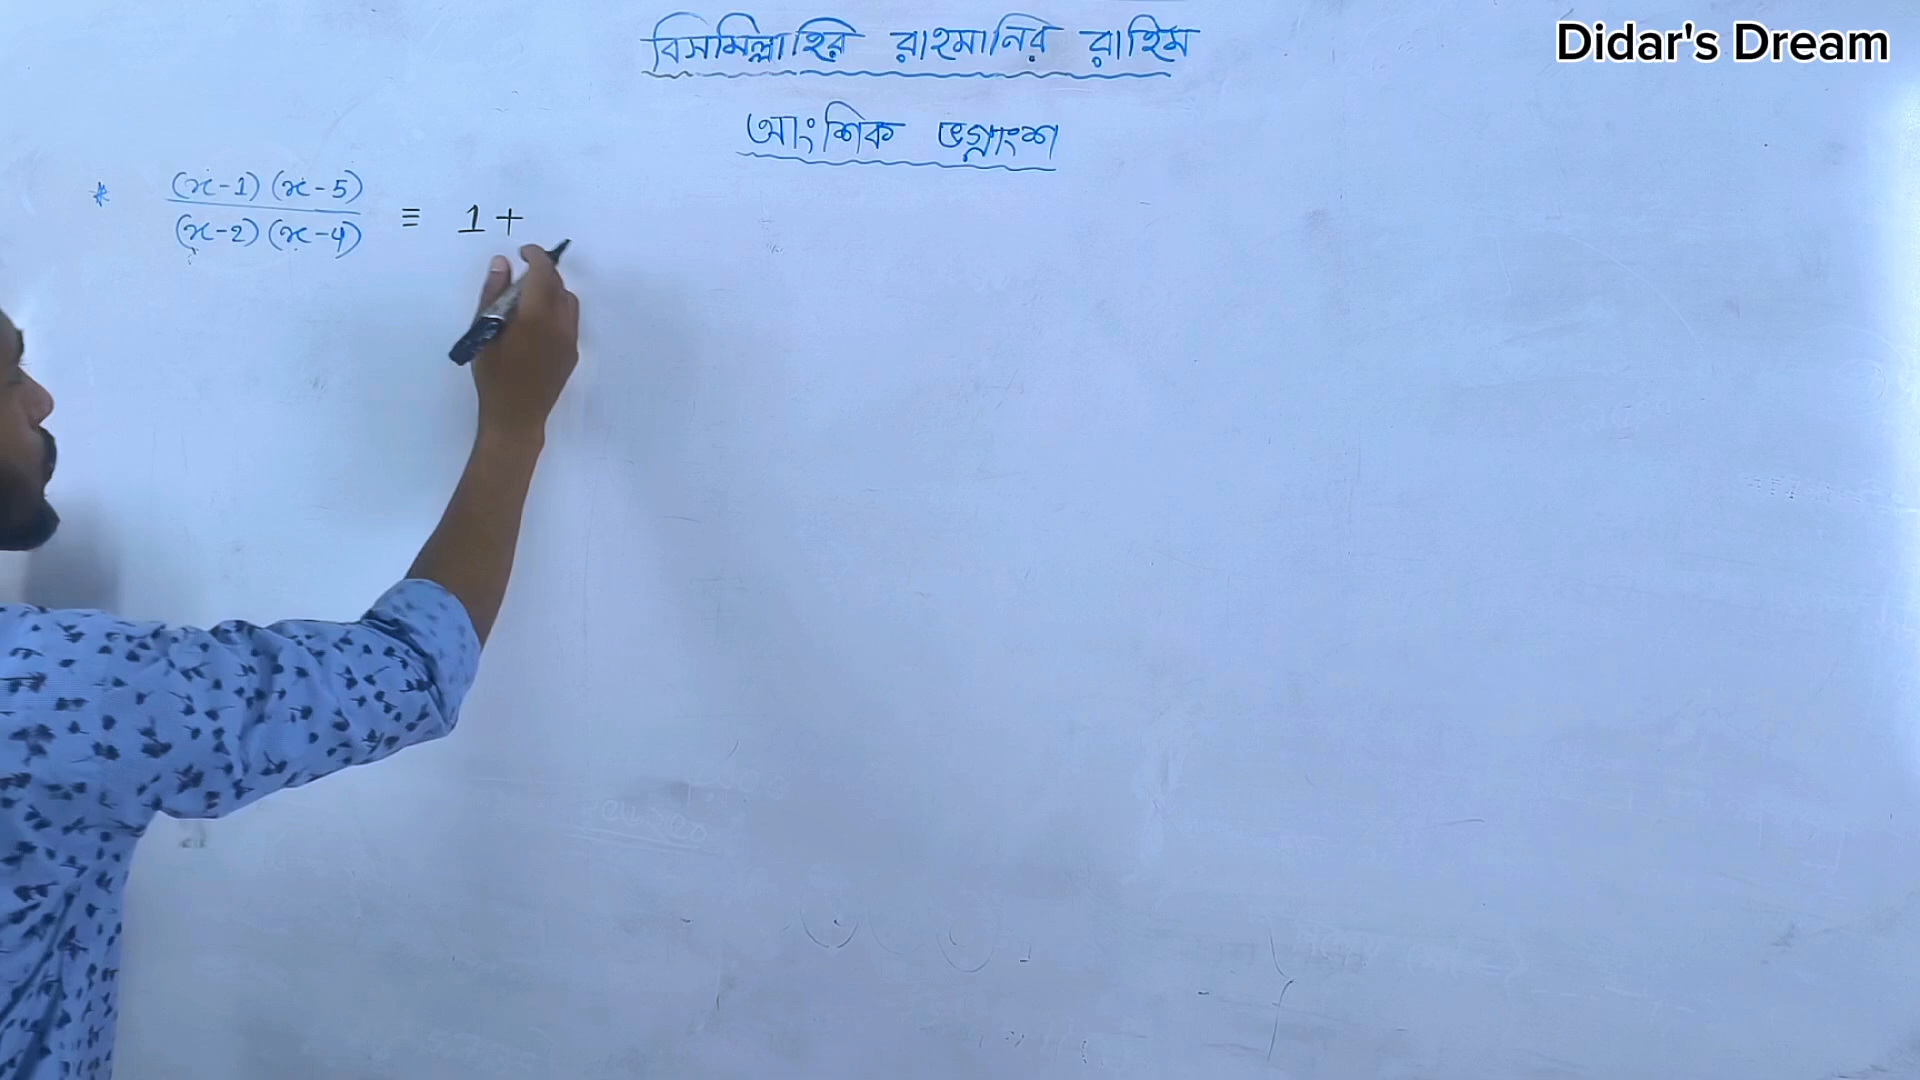 Didar's Dream
বিসমিল্লাহির রাহমানির রাহিম
আংশিক ভগ্নাংশ
* (x-1)(x-5) / (x-2)(x-4) ≡ 1+